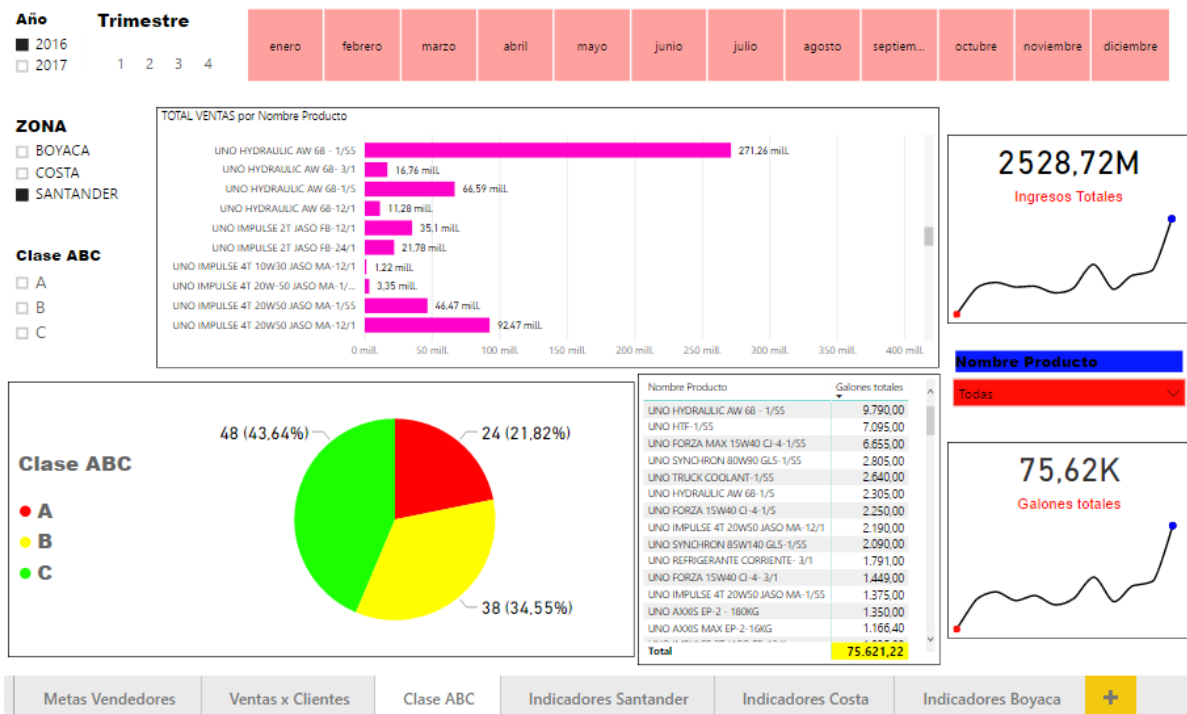 Año
Trimestre
2016
2017
1 2 3 4
enero febrero marzo abril mayo junio julio agosto septiem... octubre noviembre diciembre
ZONA
BOYACA
COSTA
SANTANDER
Clase ABC
A
B
C
TOTAL VENTAS por Nombre Producto
UNO HYDRAULIC AW 68 - 1/55 271,26 mill.
UNO HYDRAULIC AW 68- 3/1 16,76 mill.
UNO HYDRAULIC AW 68-1/5 66,59 mill.
UNO HYDRAULIC AW 68-12/1 11,28 mill.
UNO IMPULSE 2T JASO FB-12/1 35,1 mill.
UNO IMPULSE 2T JASO FB-24/1 21,78 mill.
UNO IMPULSE 4T 10W30 JASO MA-12/1 1,22 mill.
UNO IMPULSE 4T 20W-50 JASO MA-1/... 3,35 mill.
UNO IMPULSE 4T 20W50 JASO MA-1/55 46,47 mill.
UNO IMPULSE 4T 20W50 JASO MA-12/1 92,47 mill.
0 mill. 50 mill. 100 mill. 150 mill. 200 mill. 250 mill. 300 mill. 350 mill. 400 mill.
2528,72M
Ingresos Totales
Nombre Producto
Todas
75,62K
Galones totales
Clase ABC
A
B
C
48 (43,64%)
24 (21,82%)
38 (34,55%)
Nombre Producto Galones totales
UNO HYDRAULIC AW 68 - 1/55 9.790,00
UNO HTF-1/55 7.095,00
UNO FORZA MAX 15W40 CJ-4-1/55 6.655,00
UNO SYNCHRON 80W90 GL5-1/55 2.805,00
UNO TRUCK COOLANT-1/55 2.640,00
UNO HYDRAULIC AW 68-1/5 2.305,00
UNO FORZA 15W40 CI-4-1/5 2.250,00
UNO IMPULSE 4T 20W50 JASO MA-12/1 2.190,00
UNO SYNCHRON 85W140 GL5-1/55 2.090,00
UNO REFRIGERANTE CORRIENTE- 3/1 1.791,00
UNO FORZA 15W40 CI-4- 3/1 1.449,00
UNO IMPULSE 4T 20W50 JASO MA-1/55 1.375,00
UNO AXXIS EP-2 - 180KG 1.350,00
UNO AXXIS MAX EP-2-16KG 1.166,40
Total 75.621,22
Metas Vendedores Ventas x Clientes Clase ABC Indicadores Santander Indicadores Costa Indicadores Boyaca +